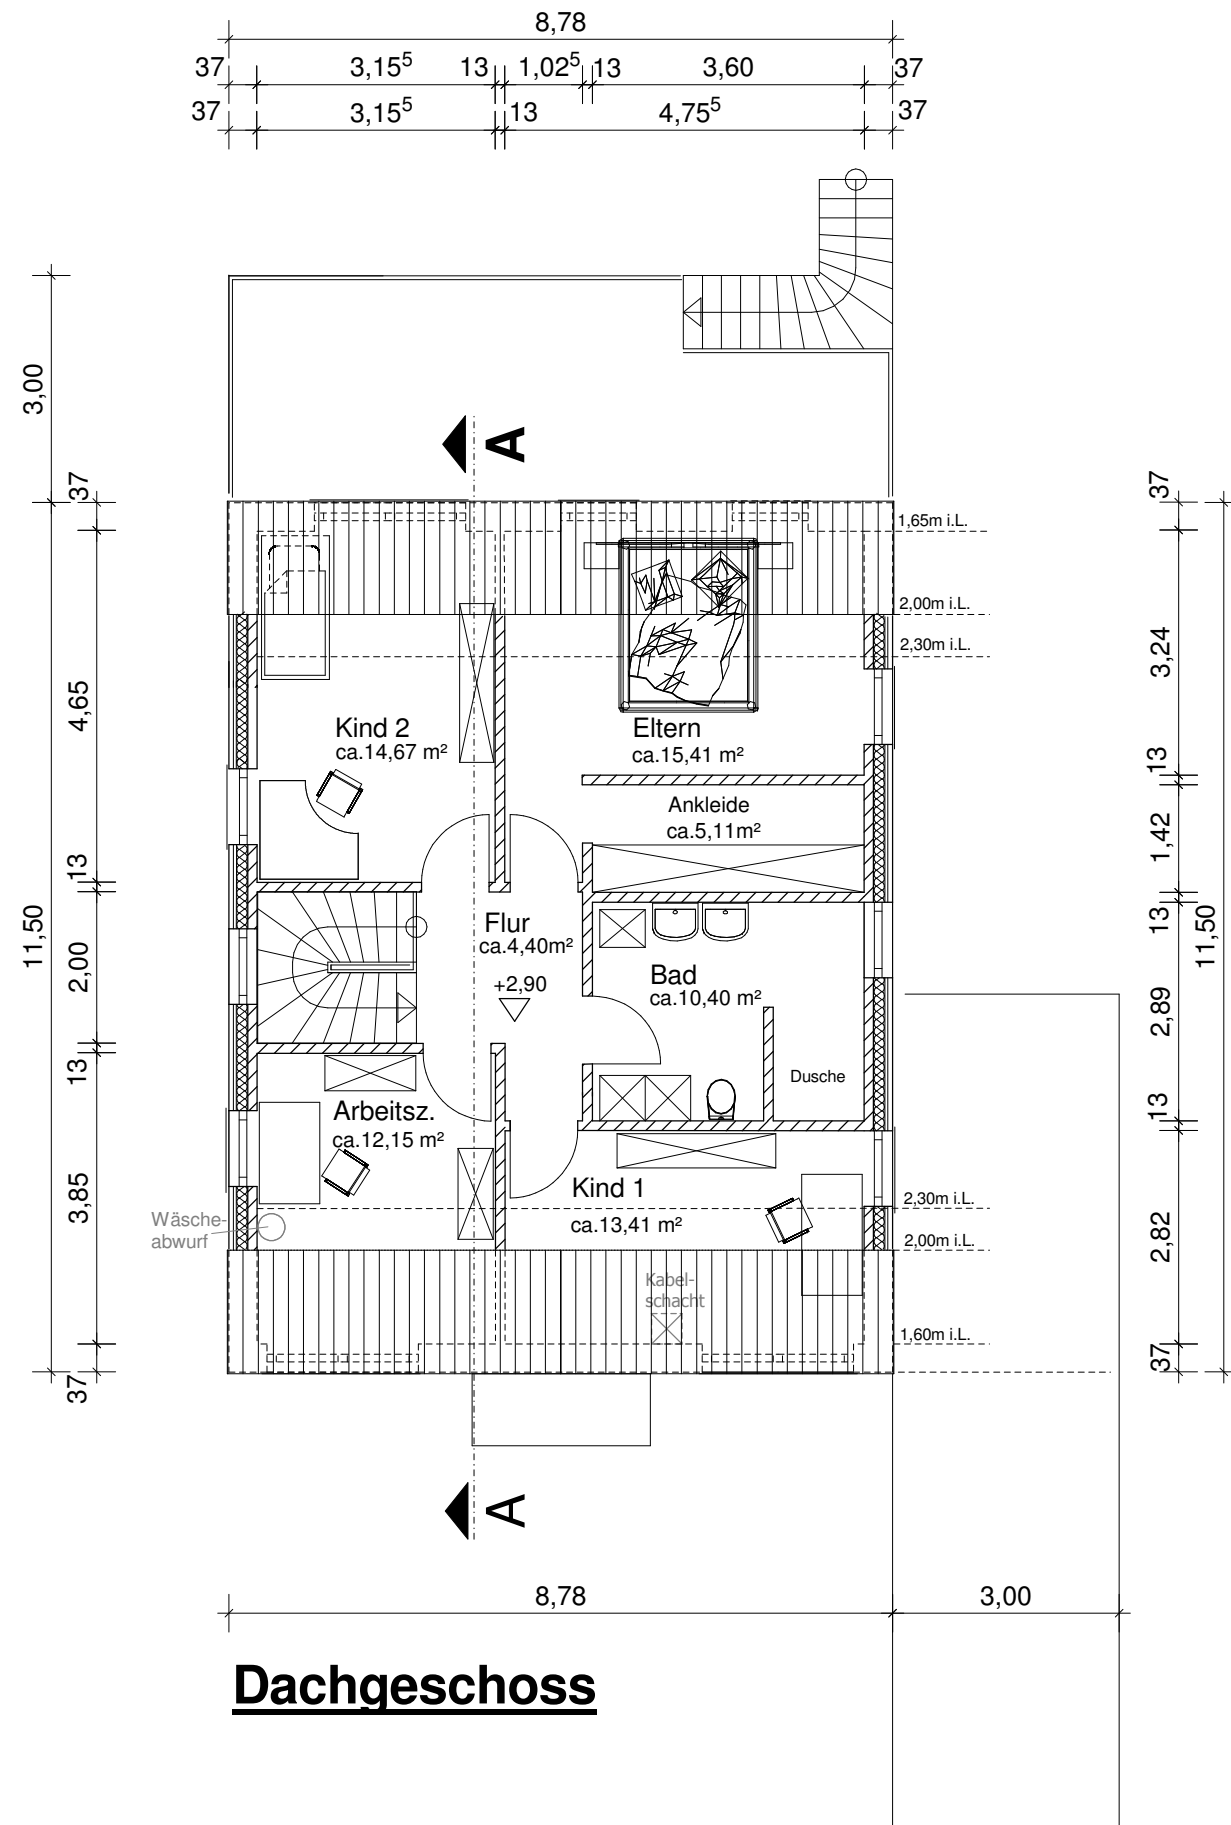 8,78
37 3,15⁵ 13 1,02⁵ 13 3,60 37
37 3,15⁵ 13 4,75⁵ 37
3,00
A
37
37
1,65m i.L.
2,00m i.L.
2,30m i.L.
4,65
3,24
Kind 2
ca.14,67 m²
Eltern
ca.15,41 m²
13
Ankleide
ca.5,11m²
1,42
13
Flur
ca.4,40m²
+2,90
13
11,50
2,00
11,50
Bad
ca.10,40 m²
2,89
13
Dusche
13
Arbeitsz.
ca.12,15 m²
Kind 1
ca.13,41 m²
3,85
Wäsche-
abwurf
2,30m i.L.
2,00m i.L.
2,82
Kabel-
schacht
1,60m i.L.
37
37
A
8,78 3,00
Dachgeschoss